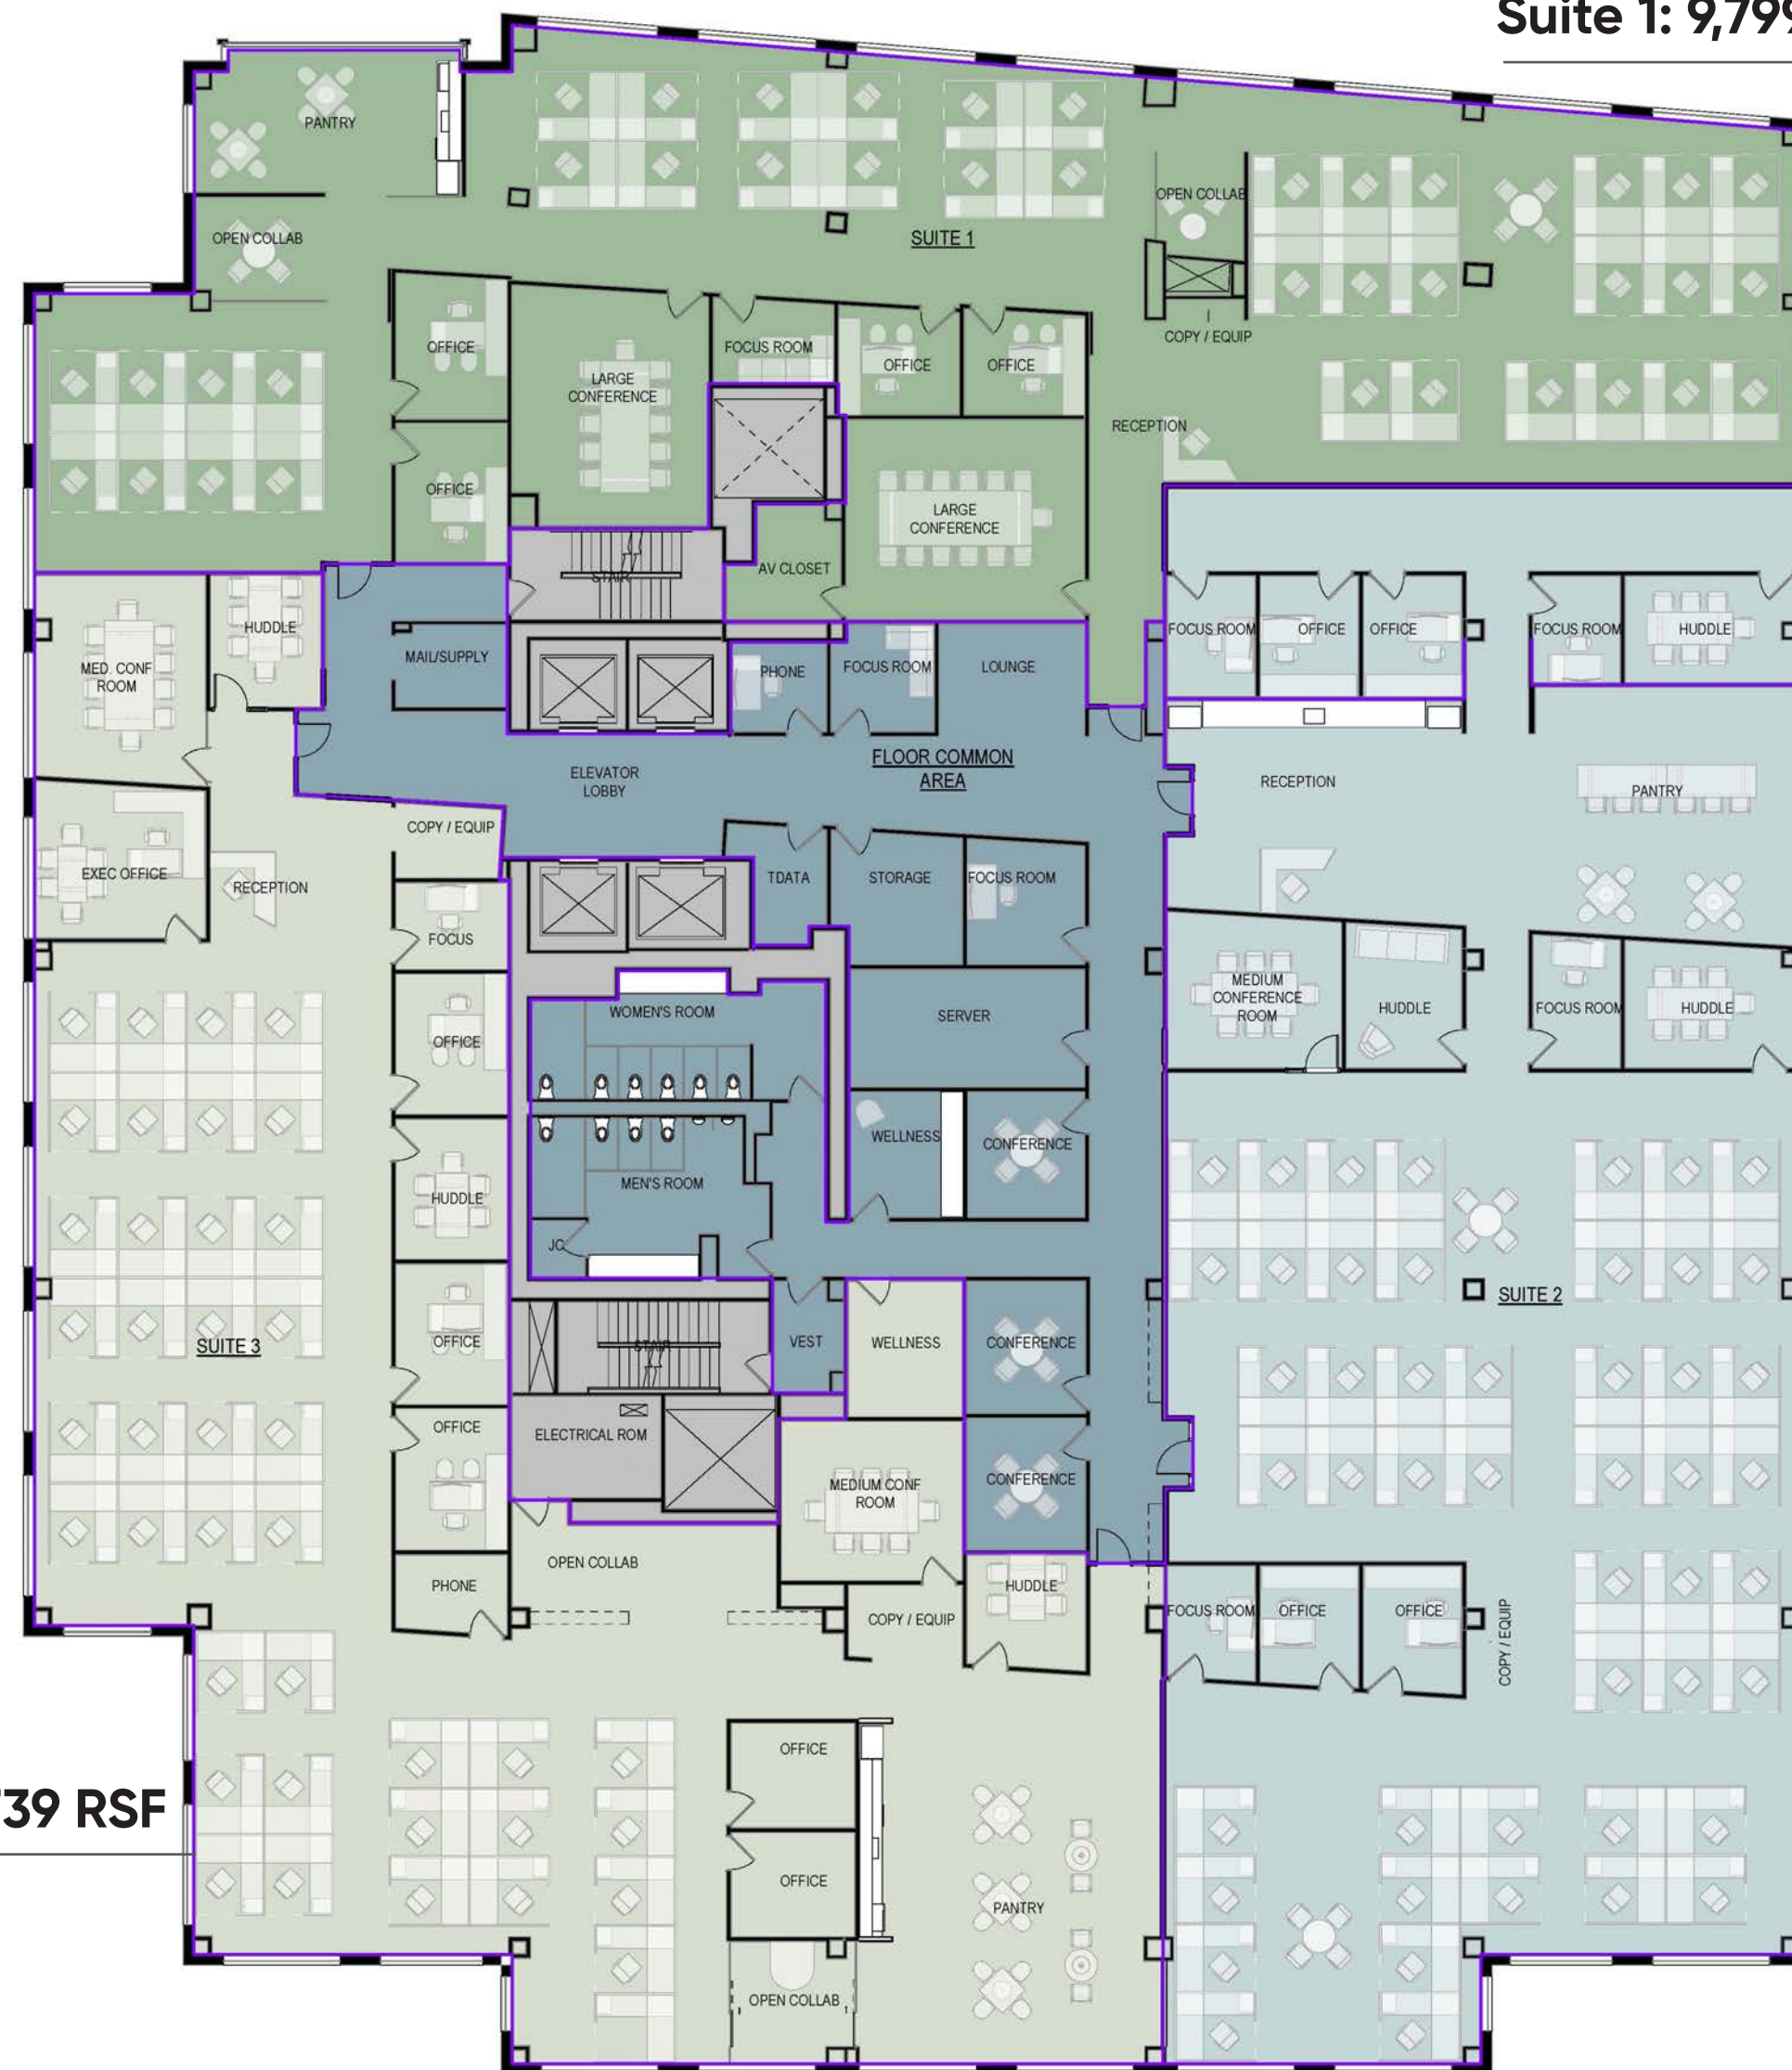 Suite 1: 9,799
PANTRY
OPEN COLLAB
OPEN COLLAB
SUITE 1
COPY / EQUIP
OFFICE
FOCUS ROOM
OFFICE
OFFICE
LARGE
CONFERENCE
RECEPTION
OFFICE
LARGE
CONFERENCE
AV CLOSET
STAIR
HUDDLE
MED. CONF
ROOM
MAIL/SUPPLY
PHONE
FOCUS ROOM
LOUNGE
FOCUS ROOM
OFFICE
OFFICE
FOCUS ROOM
HUDDLE
FLOOR COMMON
AREA
ELEVATOR
LOBBY
RECEPTION
PANTRY
COPY / EQUIP
EXEC OFFICE
RECEPTION
TDATA
STORAGE
FOCUS ROOM
FOCUS
WOMEN'S ROOM
SERVER
MEDIUM
CONFERENCE
ROOM
HUDDLE
FOCUS ROOM
HUDDLE
OFFICE
WELLNESS
CONFERENCE
HUDDLE
MEN'S ROOM
JC
SUITE 2
SUITE 3
OFFICE
STAIR
VEST
WELLNESS
CONFERENCE
OFFICE
ELECTRICAL ROM
MEDIUM CONF
ROOM
CONFERENCE
OPEN COLLAB
PHONE
COPY / EQUIP
HUDDLE
FOCUS ROOM
OFFICE
OFFICE
COPY / EQUIP
OFFICE
739 RSF
OFFICE
PANTRY
OPEN COLLAB